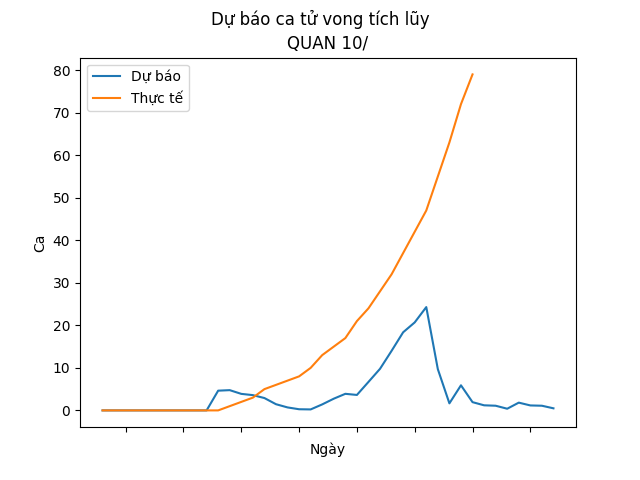 Dự báo ca tử vong tích lũy
QUAN 10/
Dự báo
Thực tế
80
70
60
50
40
30
20
10
0
Ca
Ngày